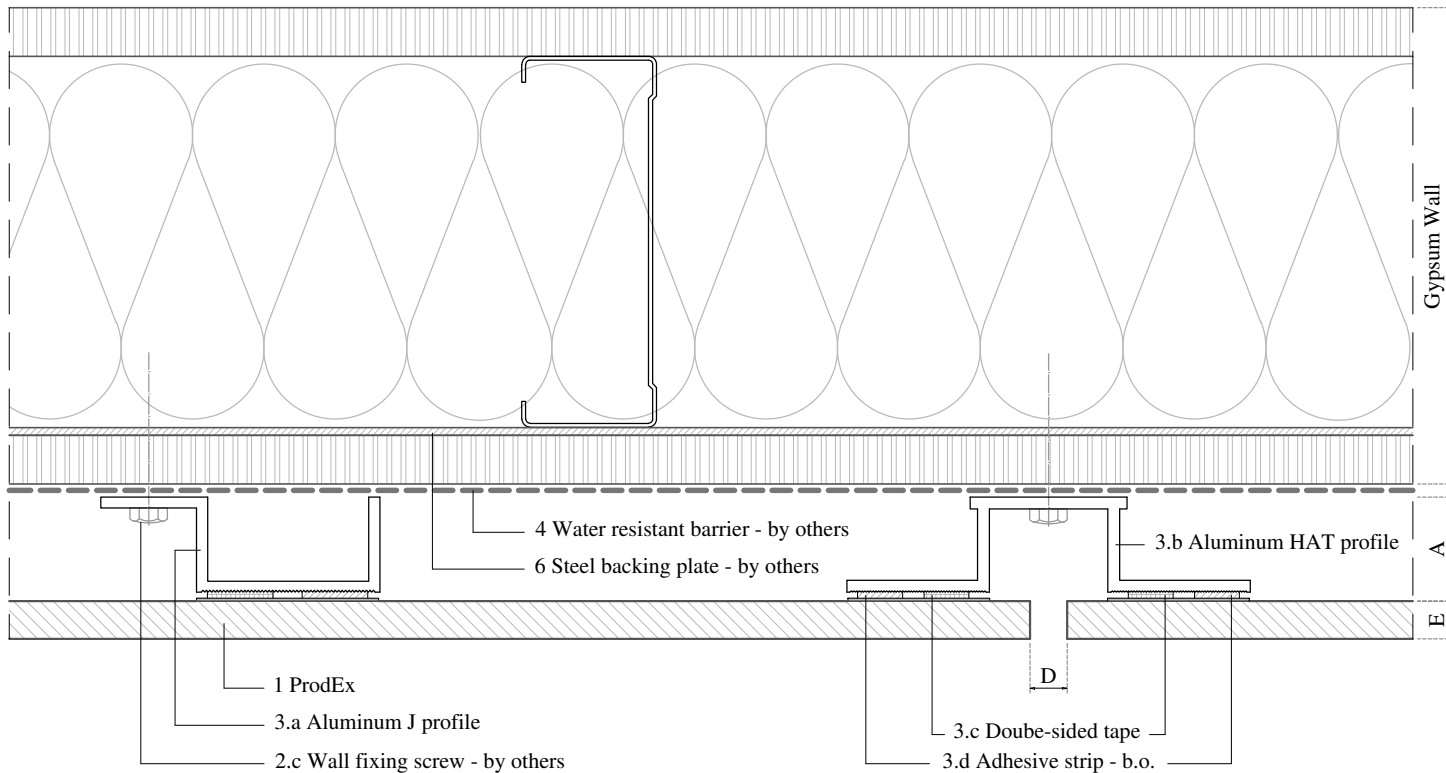 Gypsum Wall
4 Water resistant barrier - by others
3.b Aluminum HAT profile
A
6 Steel backing plate - by others
E
D
1 ProdEx
3.a Aluminum J profile
3.c Doube-sided tape
2.c Wall fixing screw - by others
3.d Adhesive strip - b.o.